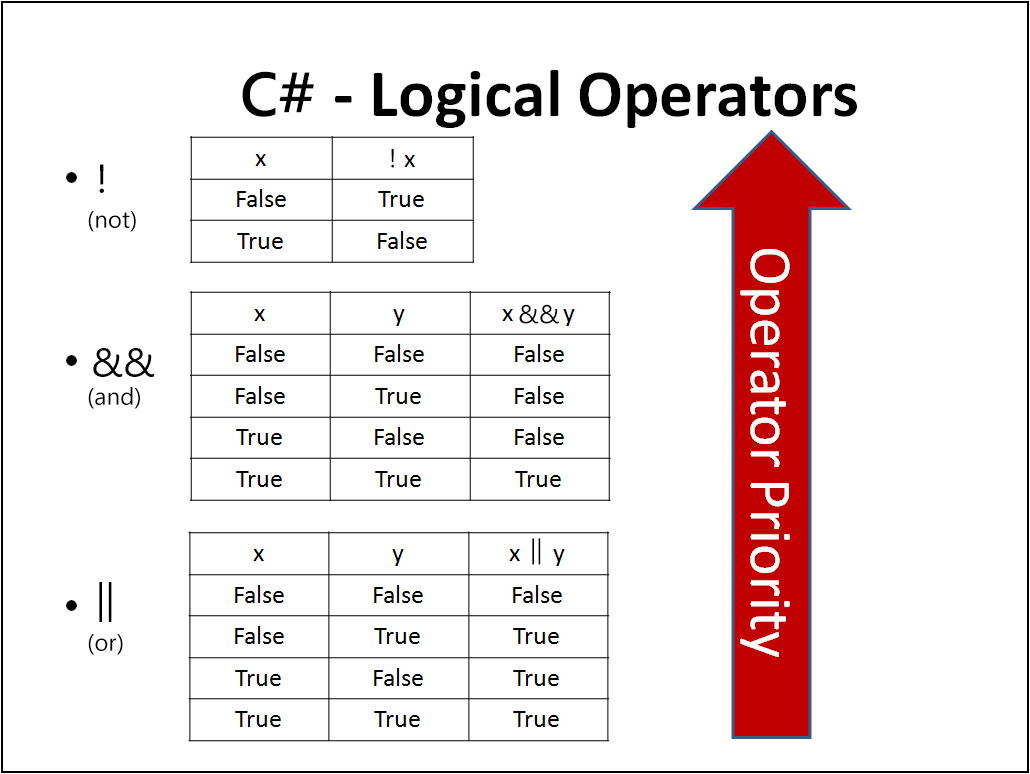 C# - Logical Operators
• !
(not)
x !x
False True
True False
• &&
(and)
x y x && y
False False False
False True False
True False False
True True True
• ||
(or)
x y x || y
False False False
False True True
True False True
True True True
Operator Priority